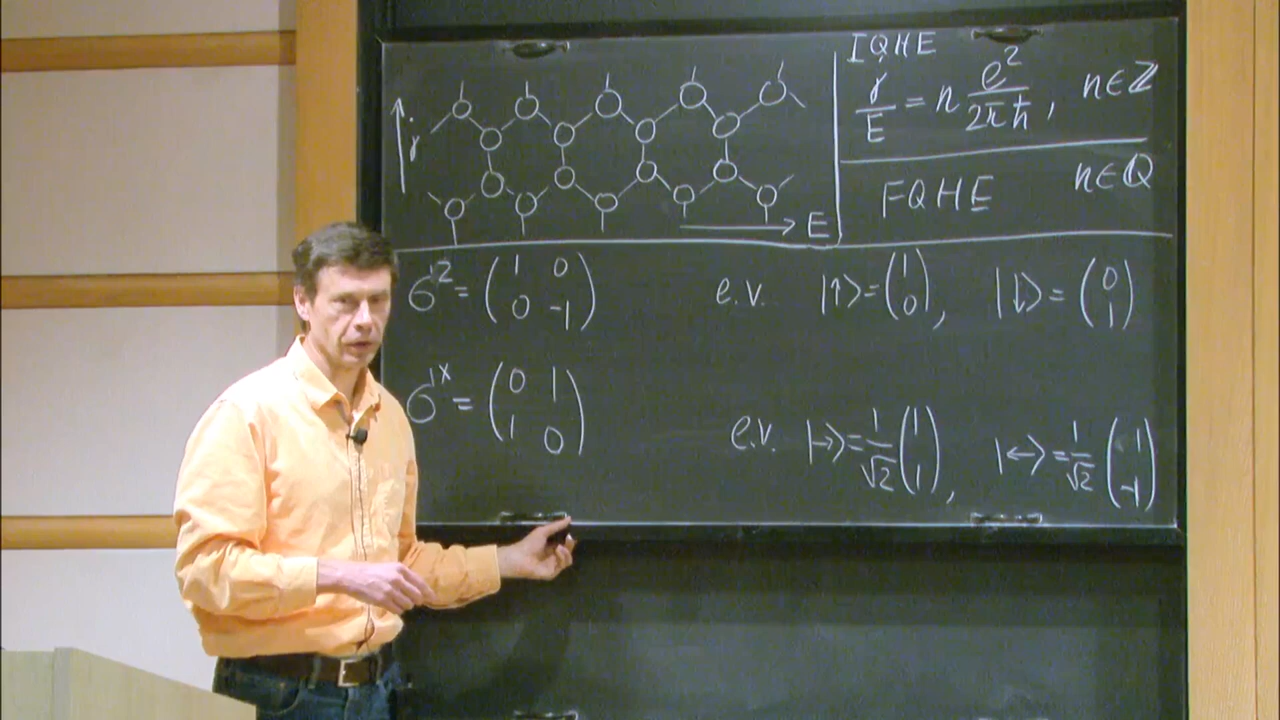 j
E
IQHE
j/E = n e²/2πħ, n∈ℤ
FQHE n∈ℚ
σᶻ = (1 0; 0 -1) e.v. |↑> = (1; 0), |↓> = (0; 1)
σˣ = (0 1; 1 0) e.v. |→> = 1/√2 (1; 1), |←> = 1/√2 (1; -1)